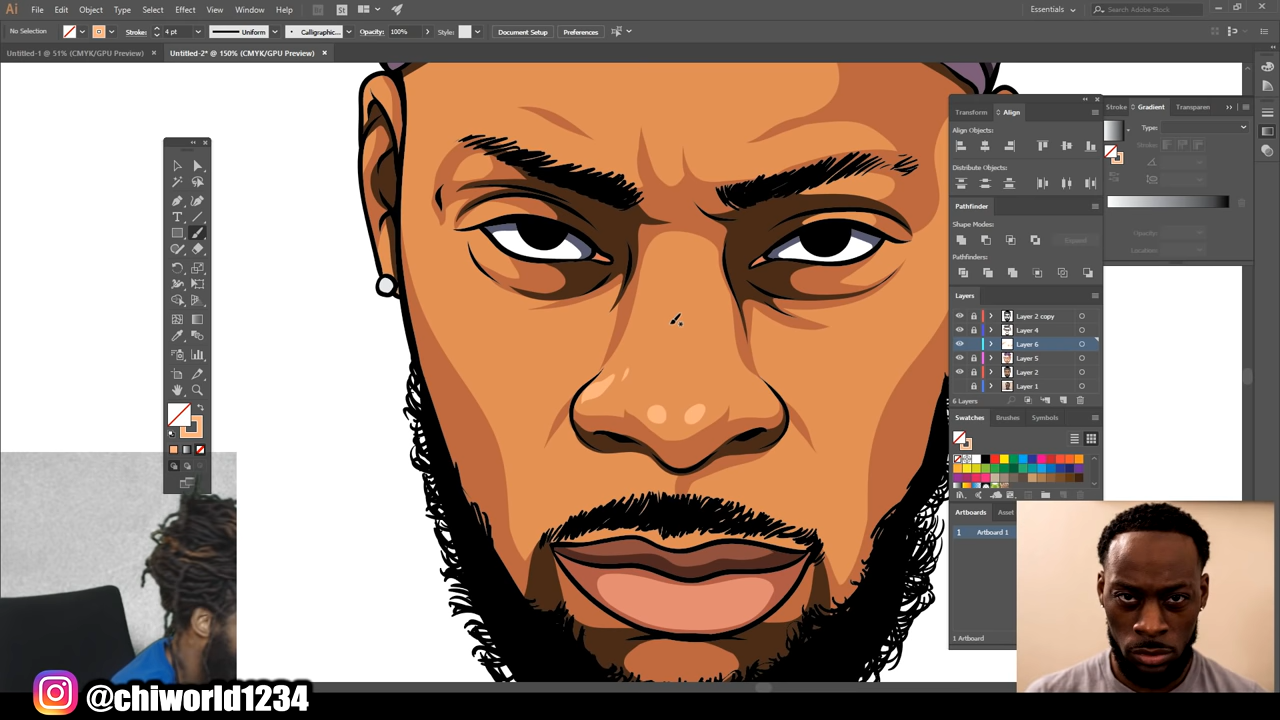 Ai File Edit Object Type Select Effect View Window Help Br St Essentials Search Adobe Stock
No Selection Stroke: 4 pt Uniform Calligraphic... Opacity: 100% Style: Document Setup Preferences
Untitled-1 @ 51% (CMYK/GPU Preview) × Untitled-2* @ 150% (CMYK/GPU Preview) ×
Transform Align
Align Objects:
Distribute Objects:
Pathfinder
Shape Modes:
Expand
Pathfinders:
Layers
Layer 2 copy
Layer 4
Layer 6
Layer 5
Layer 2
Layer 1
6 Layers
Swatches Brushes Symbols
Artboards Asset
1 Artboard 1
1 Artboard
Stroke Gradient Transparen
Type:
Stroke:
Opacity:
Location:
@chiworld1234